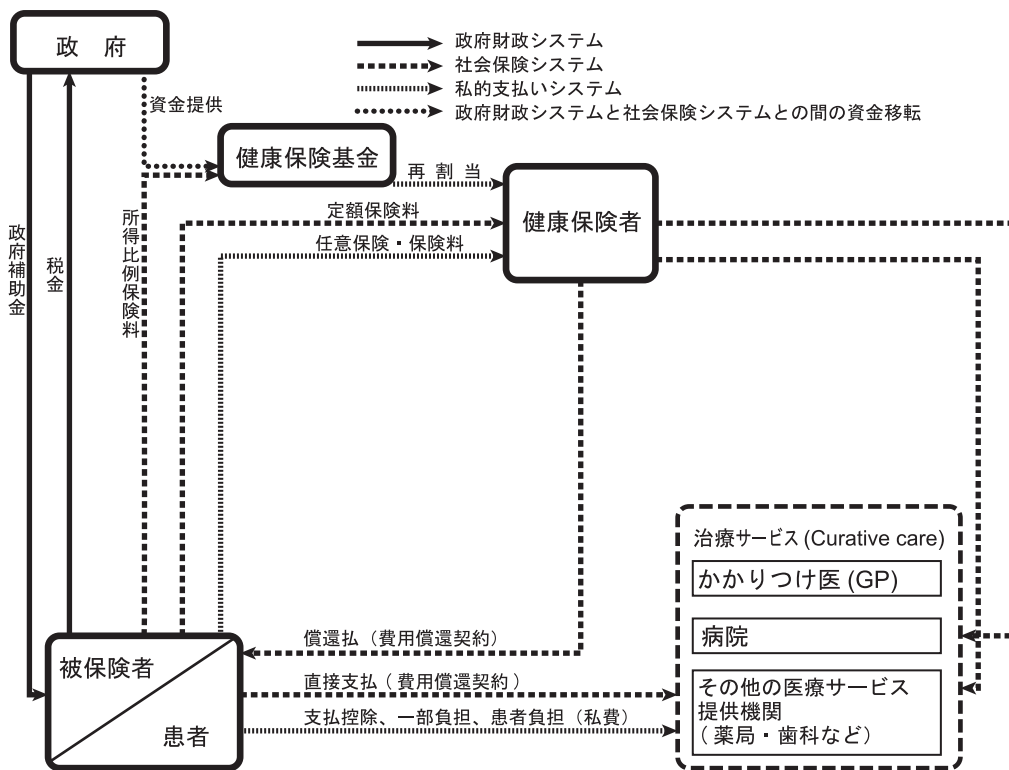 政 府
政府財政システム
社会保険システム
私的支払いシステム
政府財政システムと社会保険システムとの間の資金移転
資金提供
健康保険基金
再 割 当
健康保険者
定額保険料
任意保険・保険料
政府補助金
税金
所得比例保険料
治療サービス (Curative care)
かかりつけ医 (GP)
病院
その他の医療サービス
提供機関
( 薬局・歯科など)
償還払（費用償還契約）
直接支払（費用償還契約）
支払控除、一部負担、患者負担（私費）
被保険者
患者